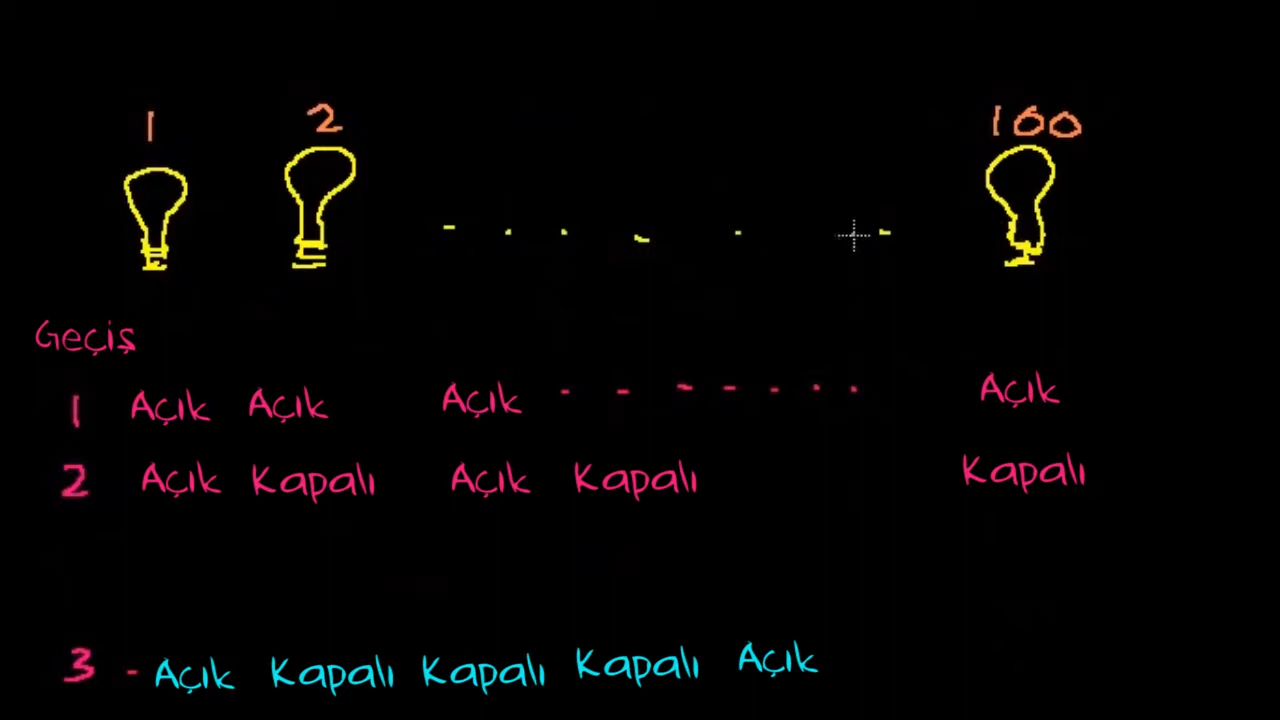 1 2 100
Geçiş
1 Açık Açık Açık - - - - - . . Açık
2 Açık Kapalı Açık Kapalı Kapalı
3 - Açık Kapalı Kapalı Kapalı Açık